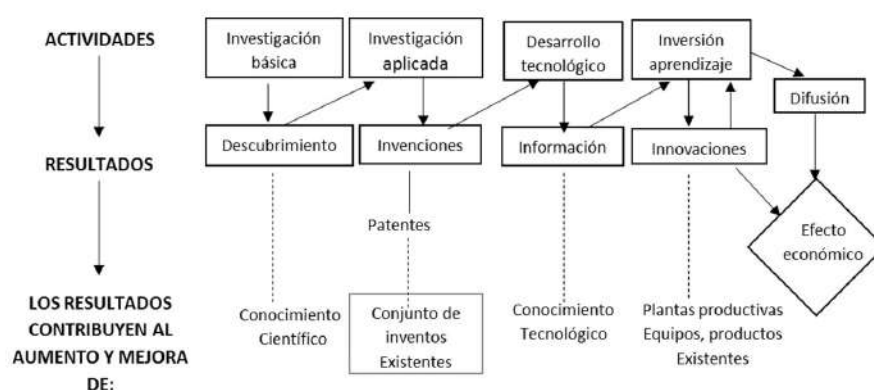 ACTIVIDADES
Investigación
básica
Investigación
aplicada
Desarrollo
tecnológico
Inversión
aprendizaje
Difusión
RESULTADOS
Descubrimiento
Invenciones
Información
Innovaciones
Patentes
Efecto
económico
LOS RESULTADOS
CONTRIBUYEN AL
AUMENTO Y MEJORA
DE:
Conocimiento
Científico
Conjunto de
inventos
Existentes
Conocimiento
Tecnológico
Plantas productivas
Equipos, productos
Existentes